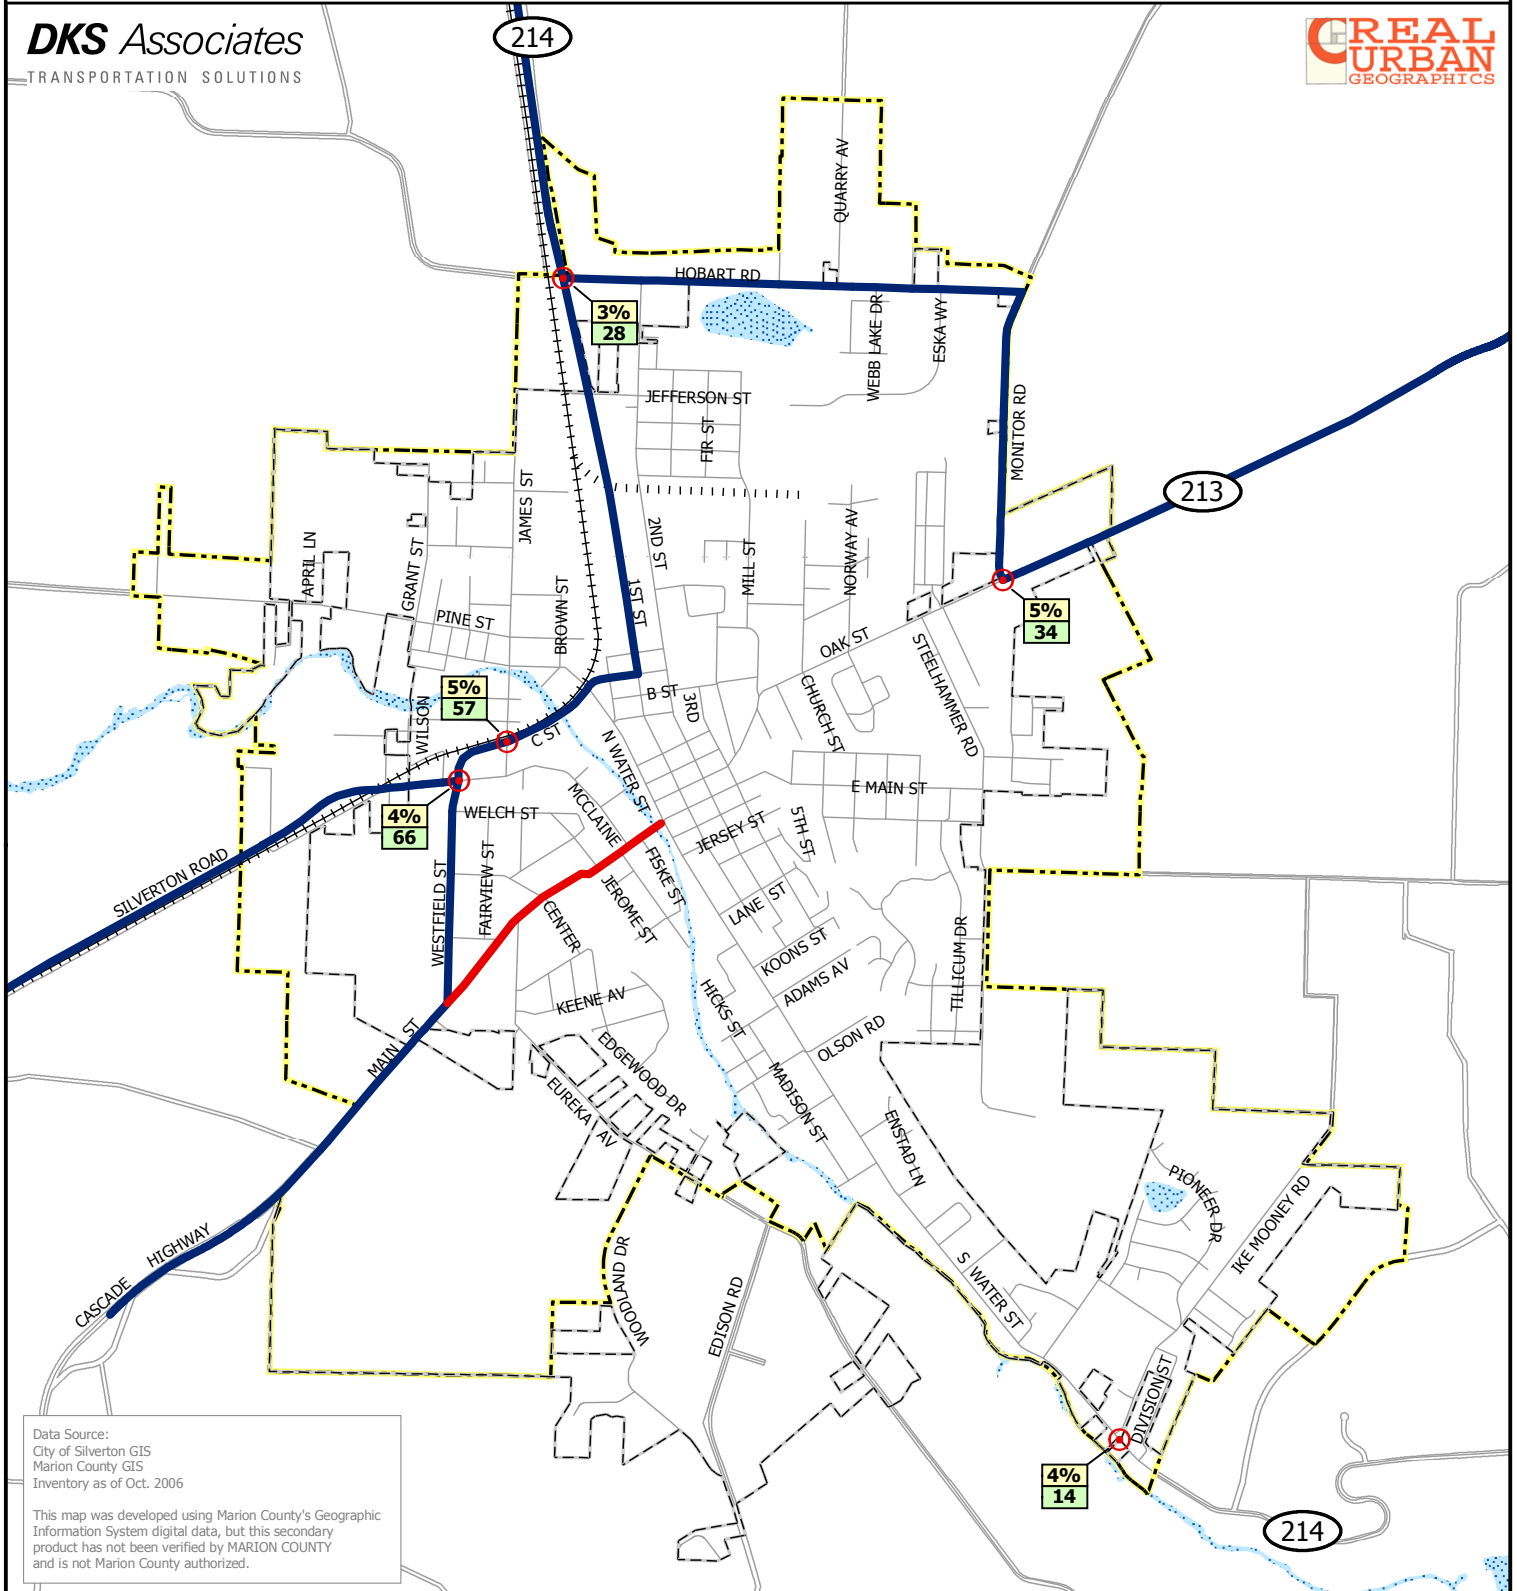 DKS Associates
TRANSPORTATION SOLUTIONS
214
REAL
URBAN
GEOGRAPHICS
QUARRY AV
HOBART RD
3%
28
WEBB LAKE DR
ESKA WY
JEFFERSON ST
FIR ST
MONITOR RD
213
JAMES ST
2ND ST
MILL ST
NORWAY AV
APRIL LN
GRANT ST
PINE ST
BROWN ST
1ST ST
5%
34
OAK ST
STEELHAMMER RD
CHURCH ST
5%
57
B ST
3RD
WILSON
C ST
N WATER ST
E MAIN ST
4%
66
WELCH ST
MCCLAINE
JERSEY ST
5TH ST
SILVERTON ROAD
WESTFIELD ST
FAIRVIEW ST
FISKE ST
JEROME ST
CENTER
LANE ST
KOONS ST
ADAMS AV
TILLICUM DR
KEENE AV
HICKS ST
OLSON RD
MAIN ST
EDGEWOOD DR
EUREKA AV
MADISON ST
ENSTAD LN
PIONEER DR
IKE MOONEY RD
CASCADE HIGHWAY
WOODLAND DR
EDISON RD
S WATER ST
DIVISION ST
4%
14
214
Data Source:
City of Silverton GIS
Marion County GIS
Inventory as of Oct. 2006
This map was developed using Marion County's Geographic
Information System digital data, but this secondary
product has not been verified by MARION COUNTY
and is not Marion County authorized.